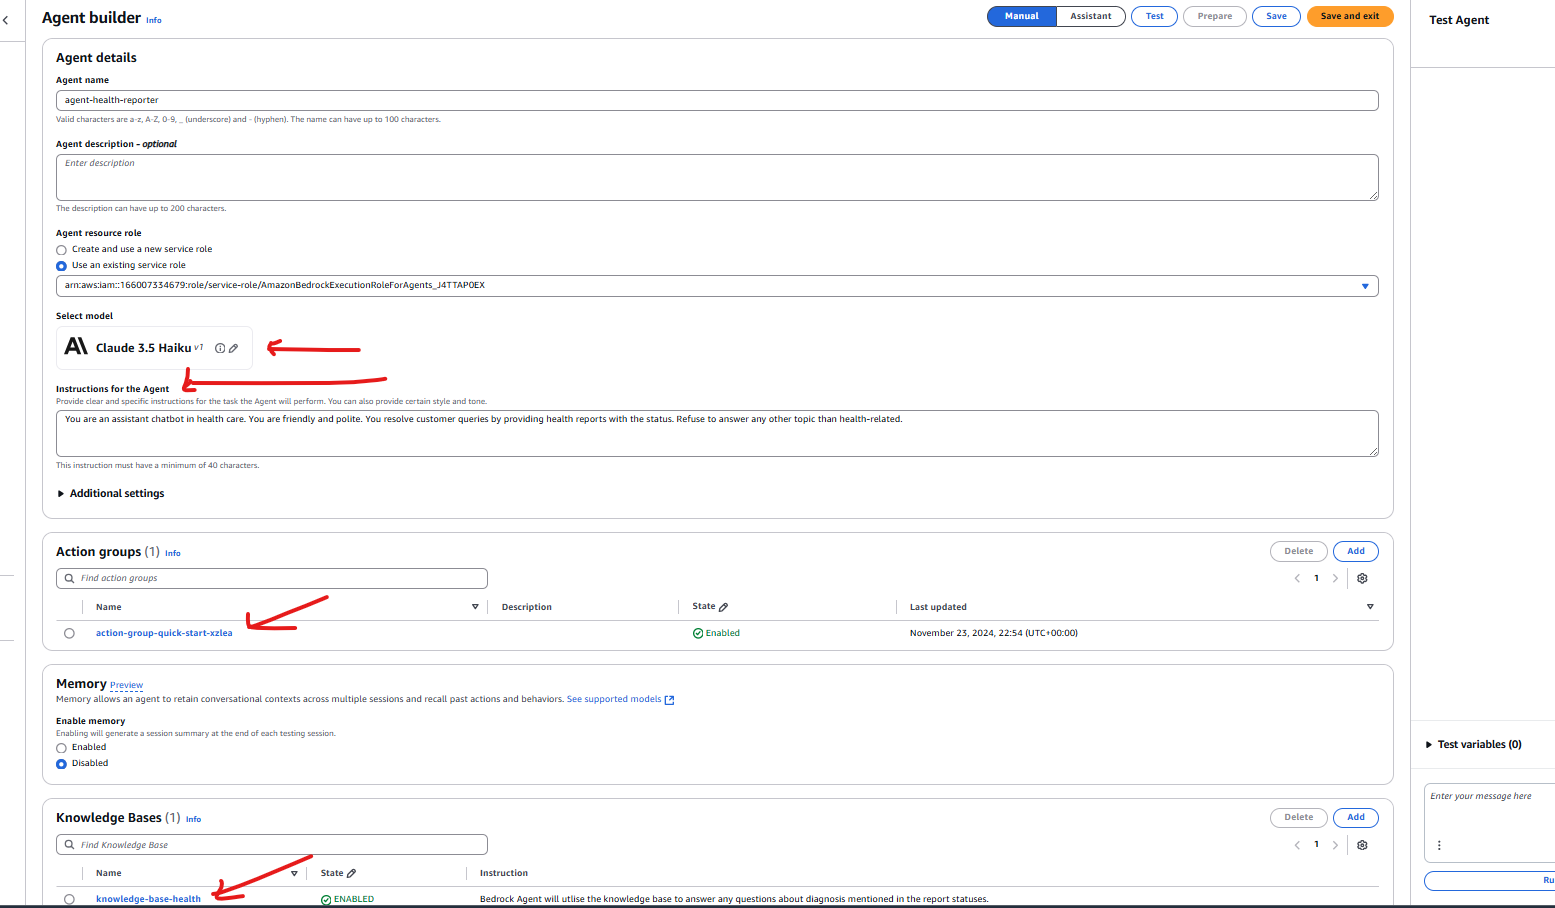 Agent builder Info
Manual Assistant Test Prepare Save Save and exit
Test Agent
Agent details
Agent name
agent-health-reporter
Valid characters are a-z, A-Z, 0-9, _ (underscore) and - (hyphen). The name can have up to 100 characters.
Agent description - optional
Enter description
The description can have up to 200 characters.
Agent resource role
Create and use a new service role
Use an existing service role
arn:aws:iam::166007334679:role/service-role/AmazonBedrockExecutionRoleForAgents_J4TTAP0EX
Select model
Claude 3.5 Haiku v1
Instructions for the Agent
Provide clear and specific instructions for the task the Agent will perform. You can also provide certain style and tone.
You are an assistant chatbot in health care. You are friendly and polite. You resolve customer queries by providing health reports with the status. Refuse to answer any other topic than health-related.
This instruction must have a minimum of 40 characters.
Additional settings
Action groups (1) Info
Delete Add
Find action groups
1
Name Description State Last updated
action-group-quick-start-xzlea Enabled November 23, 2024, 22:54 (UTC+00:00)
Memory Preview
Memory allows an agent to retain conversational contexts across multiple sessions and recall past actions and behaviors. See supported models
Enable memory
Enabling will generate a session summary at the end of each testing session.
Enabled
Disabled
Test variables (0)
Enter your message here
Knowledge Bases (1) Info
Delete Add
Find Knowledge Base
1
Name State Instruction
Ru
knowledge-base-health ENABLED Bedrock Agent will utlise the knowledge base to answer any questions about diagnosis mentioned in the report statuses.